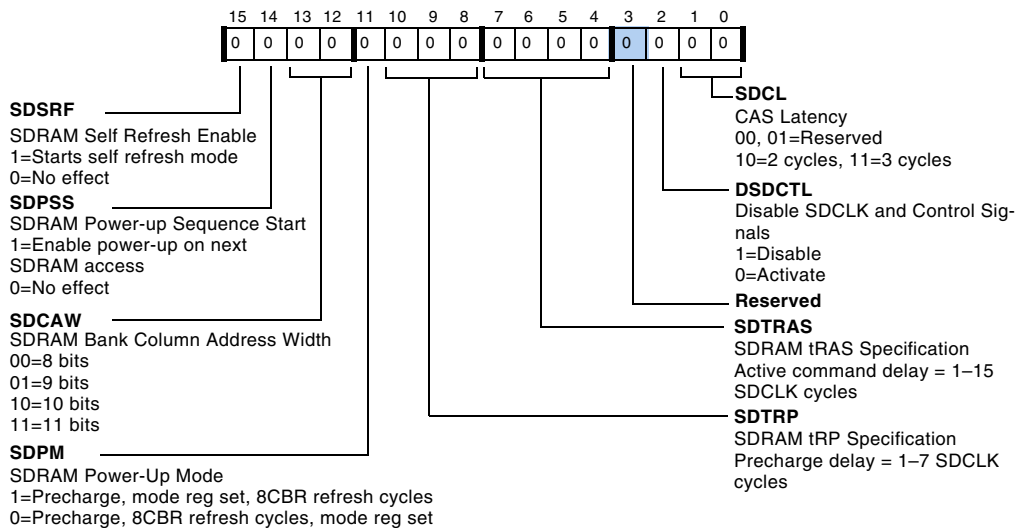 15 14 13 12 11 10 9 8 7 6 5 4 3 2 1 0
0 0 0 0 0 0 0 0 0 0 0 0 0 0 0 0
SDSRF
SDRAM Self Refresh Enable
1=Starts self refresh mode
0=No effect
SDPSS
SDRAM Power-up Sequence Start
1=Enable power-up on next
SDRAM access
0=No effect
SDCAW
SDRAM Bank Column Address Width
00=8 bits
01=9 bits
10=10 bits
11=11 bits
SDPM
SDRAM Power-Up Mode
1=Precharge, mode reg set, 8CBR refresh cycles
0=Precharge, 8CBR refresh cycles, mode reg set
SDCL
CAS Latency
00, 01=Reserved
10=2 cycles, 11=3 cycles
DSDCTL
Disable SDCLK and Control Sig-
nals
1=Disable
0=Activate
Reserved
SDTRAS
SDRAM tRAS Specification
Active command delay = 1–15
SDCLK cycles
SDTRP
SDRAM tRP Specification
Precharge delay = 1–7 SDCLK
cycles